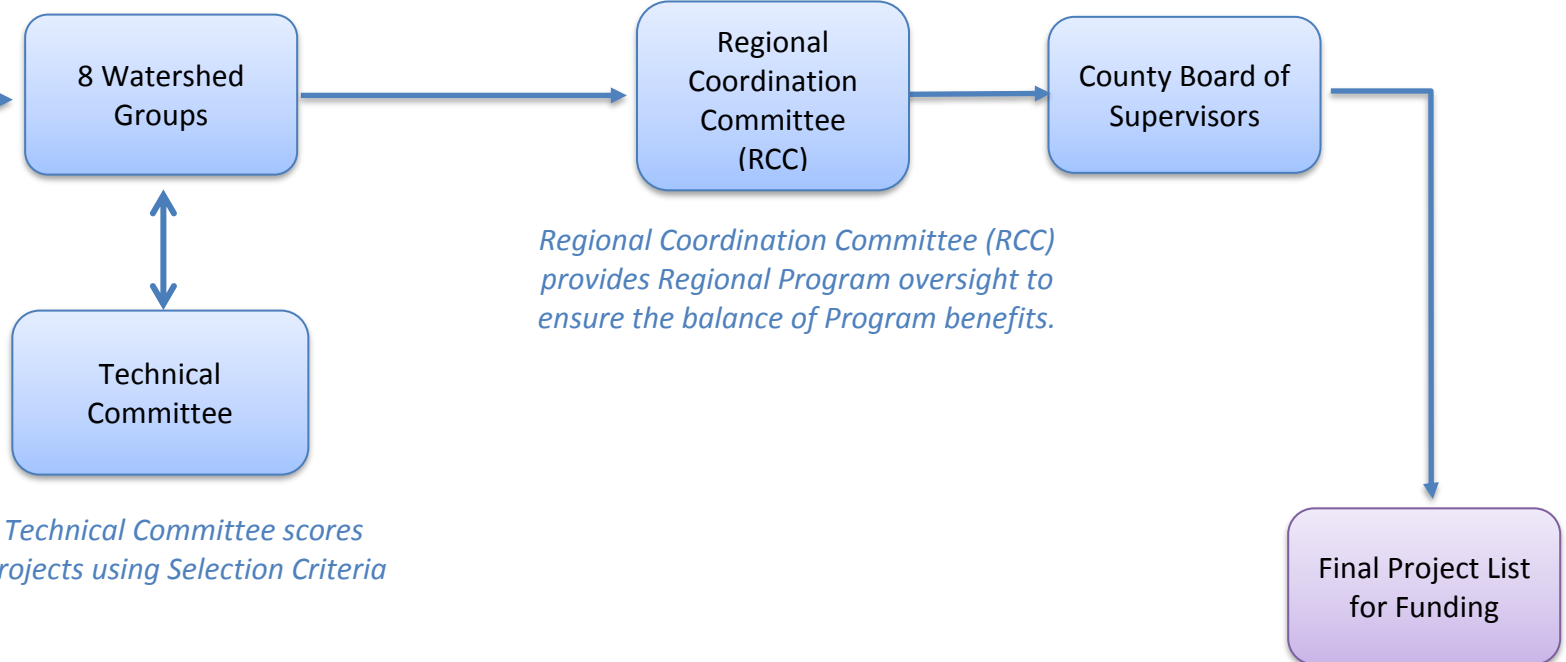 8 Watershed
Groups
Regional
Coordination
Committee
(RCC)
County Board of
Supervisors
Regional Coordination Committee (RCC)
provides Regional Program oversight to
ensure the balance of Program benefits.
Technical
Committee
Technical Committee scores
rojects using Selection Criteria
Final Project List
for Funding